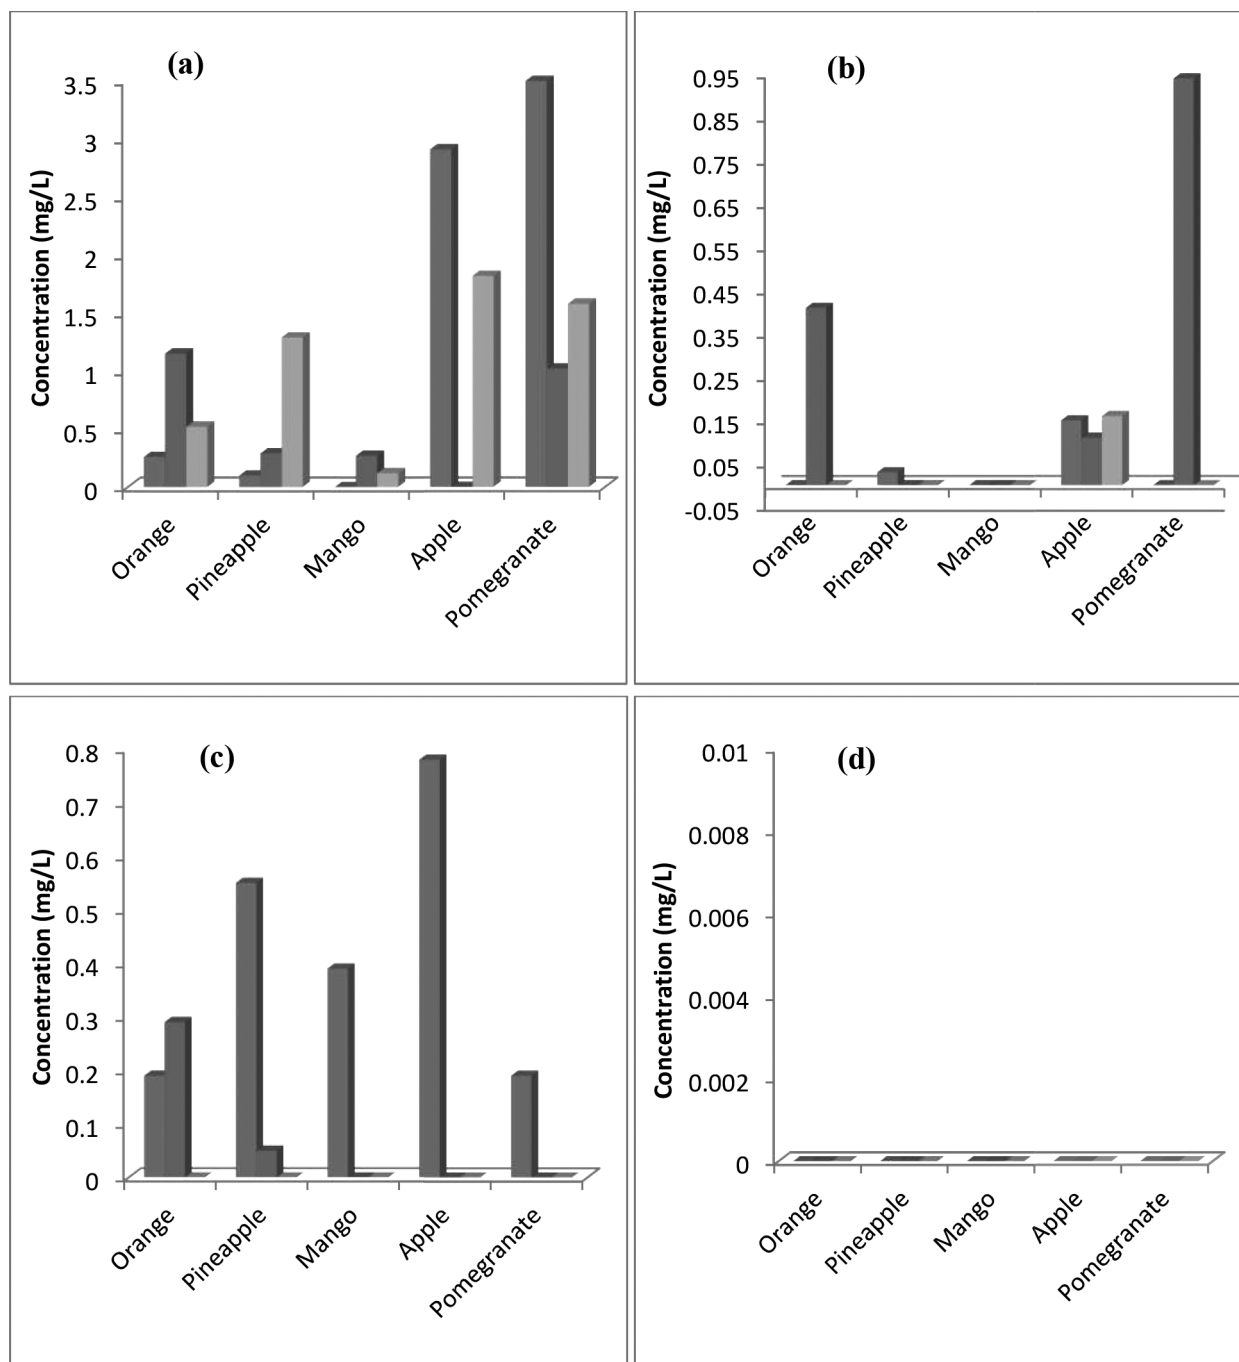 (a)
Concentration (mg/L)
3.5
3
2.5
2
1.5
1
0.5
0
Orange
Pineapple
Mango
Apple
Pomegranate
(b)
Concentration (mg/L)
0.95
0.85
0.75
0.65
0.55
0.45
0.35
0.25
0.15
0.05
-0.05
Orange
Pineapple
Mango
Apple
Pomegranate
(c)
Concentration (mg/L)
0.8
0.7
0.6
0.5
0.4
0.3
0.2
0.1
0
Orange
Pineapple
Mango
Apple
Pomegranate
(d)
Concentration (mg/L)
0.01
0.008
0.006
0.004
0.002
0
Orange
Pineapple
Mango
Apple
Pomegranate